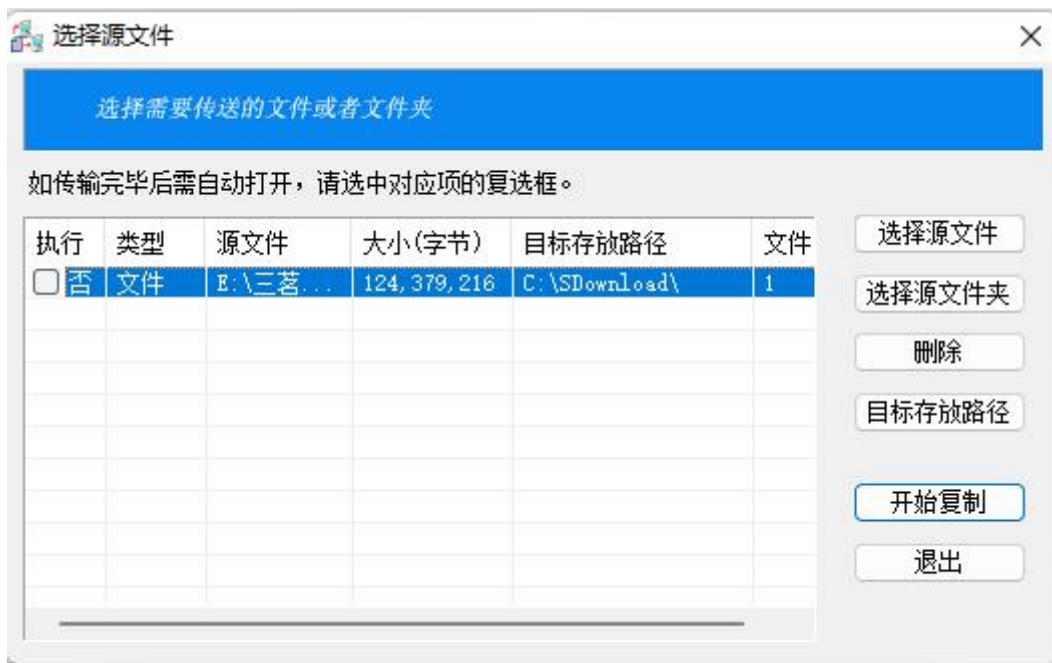 选择源文件
选择需要传送的文件或者文件夹
如传输完毕后需自动打开，请选中对应项的复选框。
执行 类型 源文件 大小(字节) 目标存放路径 文件
否 文件 E:\三茗... 124,379,216 C:\SDownload\ 1
选择源文件
选择源文件夹
删除
目标存放路径
开始复制
退出